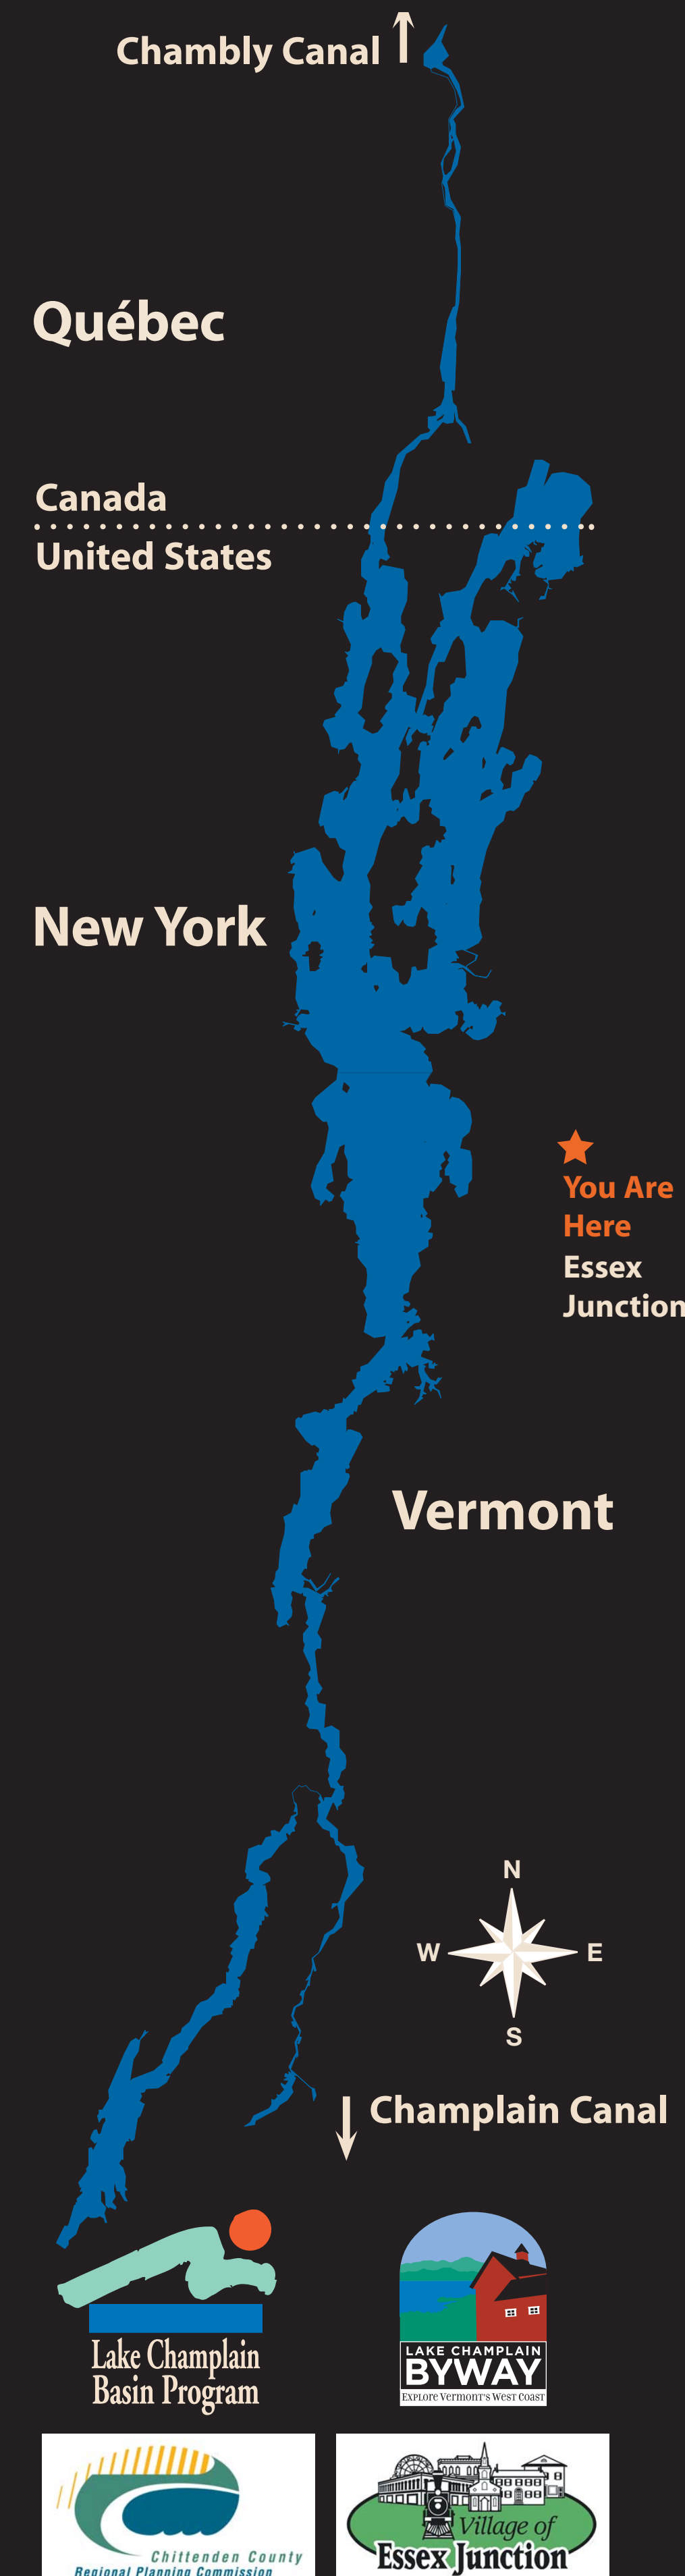 Chambly Canal
Québec
Canada
United States
New York
You Are
Here
Essex
Junction
Vermont
N
W
E
S
Champlain Canal
Lake Champlain
Basin Program
LAKE CHAMPLAIN
BYWAY
EXPLORE VERMONT'S WEST COAST
Chittenden County
Regional Planning Commission
Village of
Essex Junction